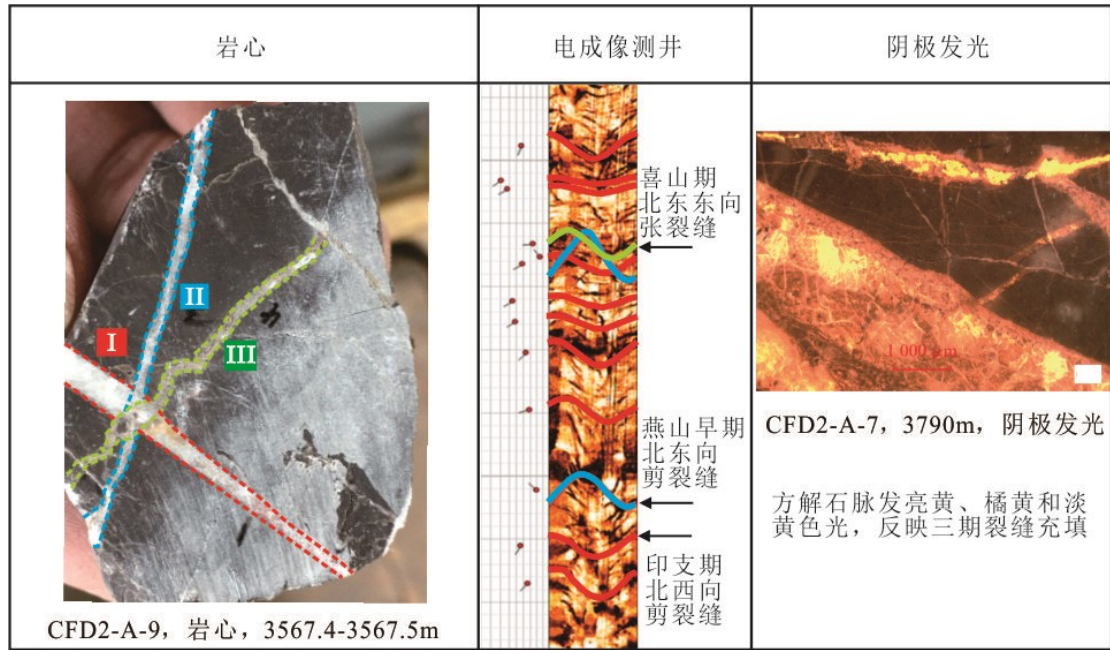 岩心
电成像测井
阴极发光
I
II
III
CFD2-A-9，岩心，3567.4-3567.5m
喜山期
北东东向
张裂缝
燕山早期
北东向
剪裂缝
印支期
北西向
剪裂缝
1 000 μm
CFD2-A-7，3790m，阴极发光
方解石脉发亮黄、橘黄和淡
黄色光，反映三期裂缝充填